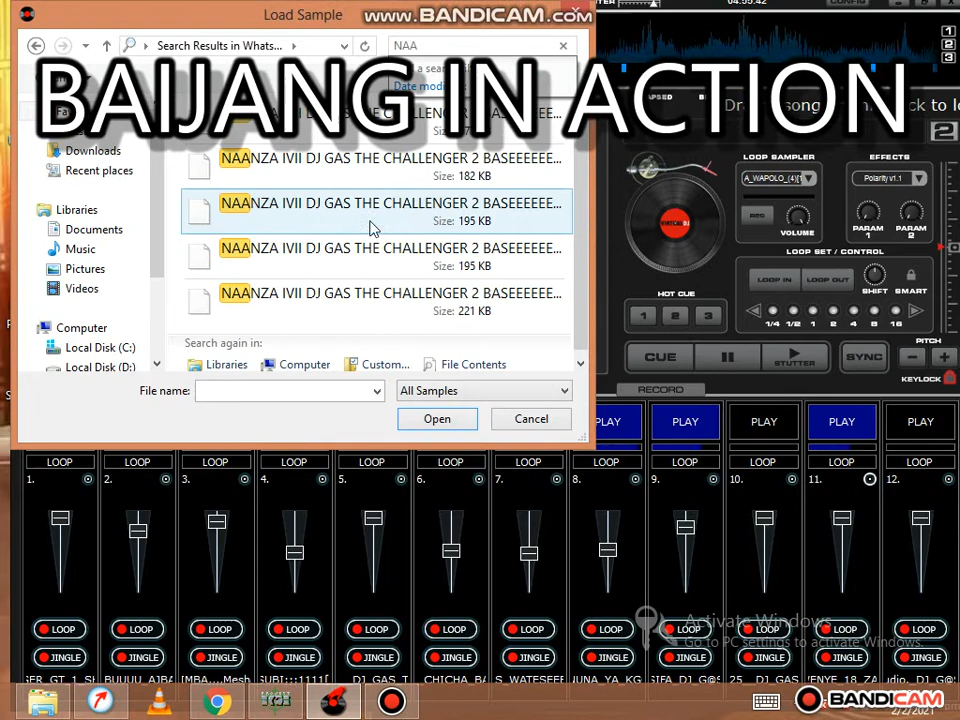 Load Sample
WWW.BANDICAM.COM
04:55:42
CONFIG
Search Results in Whats...
NAA
1
2
3
BAIJANG IN ACTION
Downloads
Recent places
Libraries
Documents
Music
Pictures
Videos
Computer
Local Disk (C:)
Local Disk (D:)
NAANZA IVII DJ GAS THE CHALLENGER 2 BASEEEEEE...
Size: 182 KB
NAANZA IVII DJ GAS THE CHALLENGER 2 BASEEEEEE...
Size: 195 KB
NAANZA IVII DJ GAS THE CHALLENGER 2 BASEEEEEE...
Size: 195 KB
NAANZA IVII DJ GAS THE CHALLENGER 2 BASEEEEEE...
Size: 221 KB
Search again in:
Libraries
Computer
Custom...
File Contents
File name:
All Samples
Open
Cancel
2
LOOP SAMPLER
EFFECTS
Polarity v1.1
REC
VOLUME
PARAM 1
PARAM 2
LOOP SET / CONTROL
LOOP IN
LOOP OUT
SHIFT
SMART
HOT CUE
1 2 3
1/4 1/2 1 2 4 8 16
PITCH
CUE
STUTTER
SYNC
KEYLOCK
RECORD
PLAY PLAY PLAY PLAY PLAY
LOOP LOOP LOOP LOOP LOOP LOOP LOOP LOOP LOOP LOOP LOOP LOOP
1. 2. 3. 4. 5. 6. 7. 8. 9. 10. 11. 12.
Activate Windows
Go to PC settings to activate Windows.
LOOP LOOP LOOP LOOP LOOP LOOP LOOP LOOP LOOP LOOP LOOP LOOP
JINGLE JINGLE JINGLE JINGLE JINGLE JINGLE JINGLE JINGLE JINGLE JINGLE JINGLE JINGLE
BANDICAM
2/2/2021